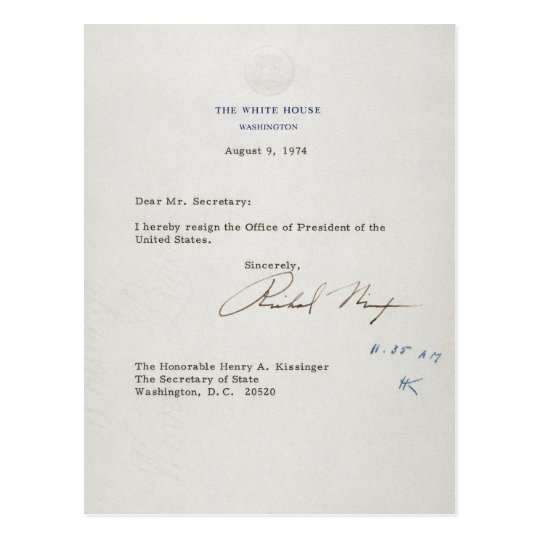 THE WHITE HOUSE
WASHINGTON
August 9, 1974
Dear Mr. Secretary:
I hereby resign the Office of President of the
United States.
Sincerely,
Richard Nixon
11.35 AM
HK
The Honorable Henry A. Kissinger
The Secretary of State
Washington, D. C. 20520